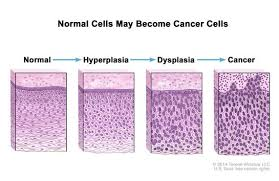 Normal Cells May Become Cancer Cells
Normal Hyperplasia Dysplasia Cancer
© 2014 Terese Winslow LLC
U.S. Govt. has certain rights